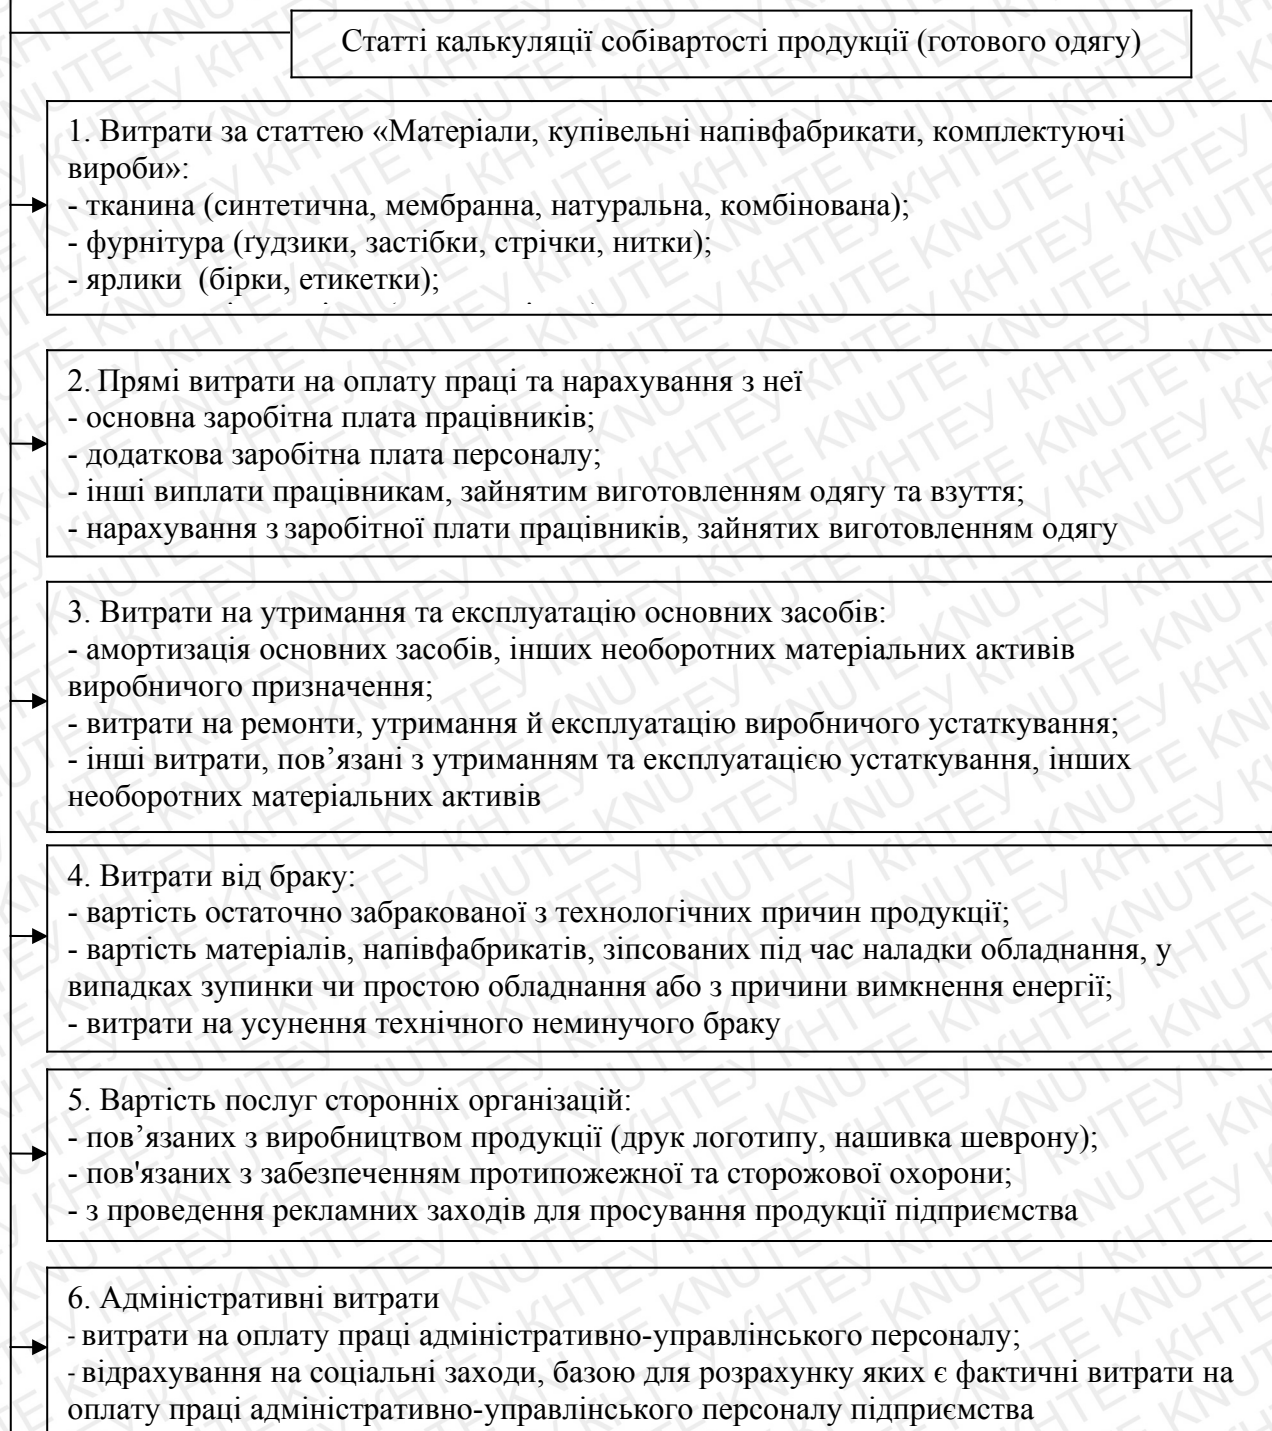 Статті калькуляції собівартості продукції (готового одягу)
1. Витрати за статтею «Матеріали, купівельні напівфабрикати, комплектуючі
вироби»:
- тканина (синтетична, мембранна, натуральна, комбінована);
- фурнітура (ґудзики, застібки, стрічки, нитки);
- ярлики (бірки, етикетки);
2. Прямі витрати на оплату праці та нарахування з неї
- основна заробітна плата працівників;
- додаткова заробітна плата персоналу;
- інші виплати працівникам, зайнятим виготовленням одягу та взуття;
- нарахування з заробітної плати працівників, зайнятих виготовленням одягу
3. Витрати на утримання та експлуатацію основних засобів:
- амортизація основних засобів, інших необоротних матеріальних активів
виробничого призначення;
- витрати на ремонти, утримання й експлуатацію виробничого устаткування;
- інші витрати, пов’язані з утриманням та експлуатацією устаткування, інших
необоротних матеріальних активів
4. Витрати від браку:
- вартість остаточно забракованої з технологічних причин продукції;
- вартість матеріалів, напівфабрикатів, зіпсованих під час наладки обладнання, у
випадках зупинки чи простою обладнання або з причини вимкнення енергії;
- витрати на усунення технічного неминучого браку
5. Вартість послуг сторонніх організацій:
- пов’язаних з виробництвом продукції (друк логотипу, нашивка шеврону);
- пов'язаних з забезпеченням протипожежної та сторожової охорони;
- з проведення рекламних заходів для просування продукції підприємства
6. Адміністративні витрати
- витрати на оплату праці адміністративно-управлінського персоналу;
- відрахування на соціальні заходи, базою для розрахунку яких є фактичні витрати на
оплату праці адміністративно-управлінського персоналу підприємства